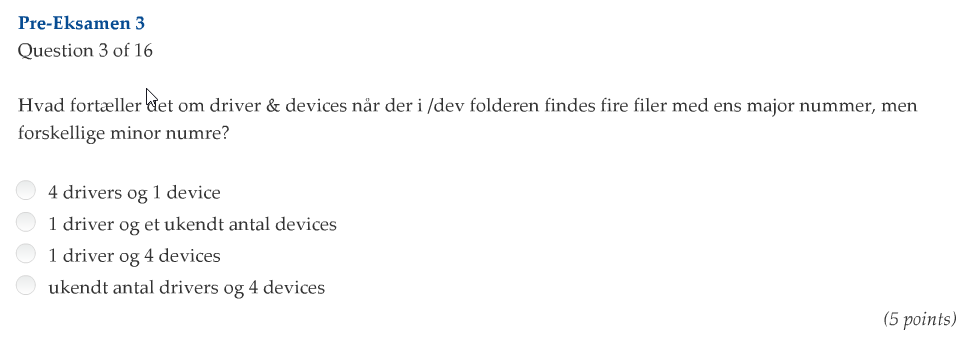 Pre-Eksamen 3
Question 3 of 16
Hvad fortæller det om driver & devices når der i /dev folderen findes fire filer med ens major nummer, men
forskellige minor numre?
4 drivers og 1 device
1 driver og et ukendt antal devices
1 driver og 4 devices
ukendt antal drivers og 4 devices
(5 points)